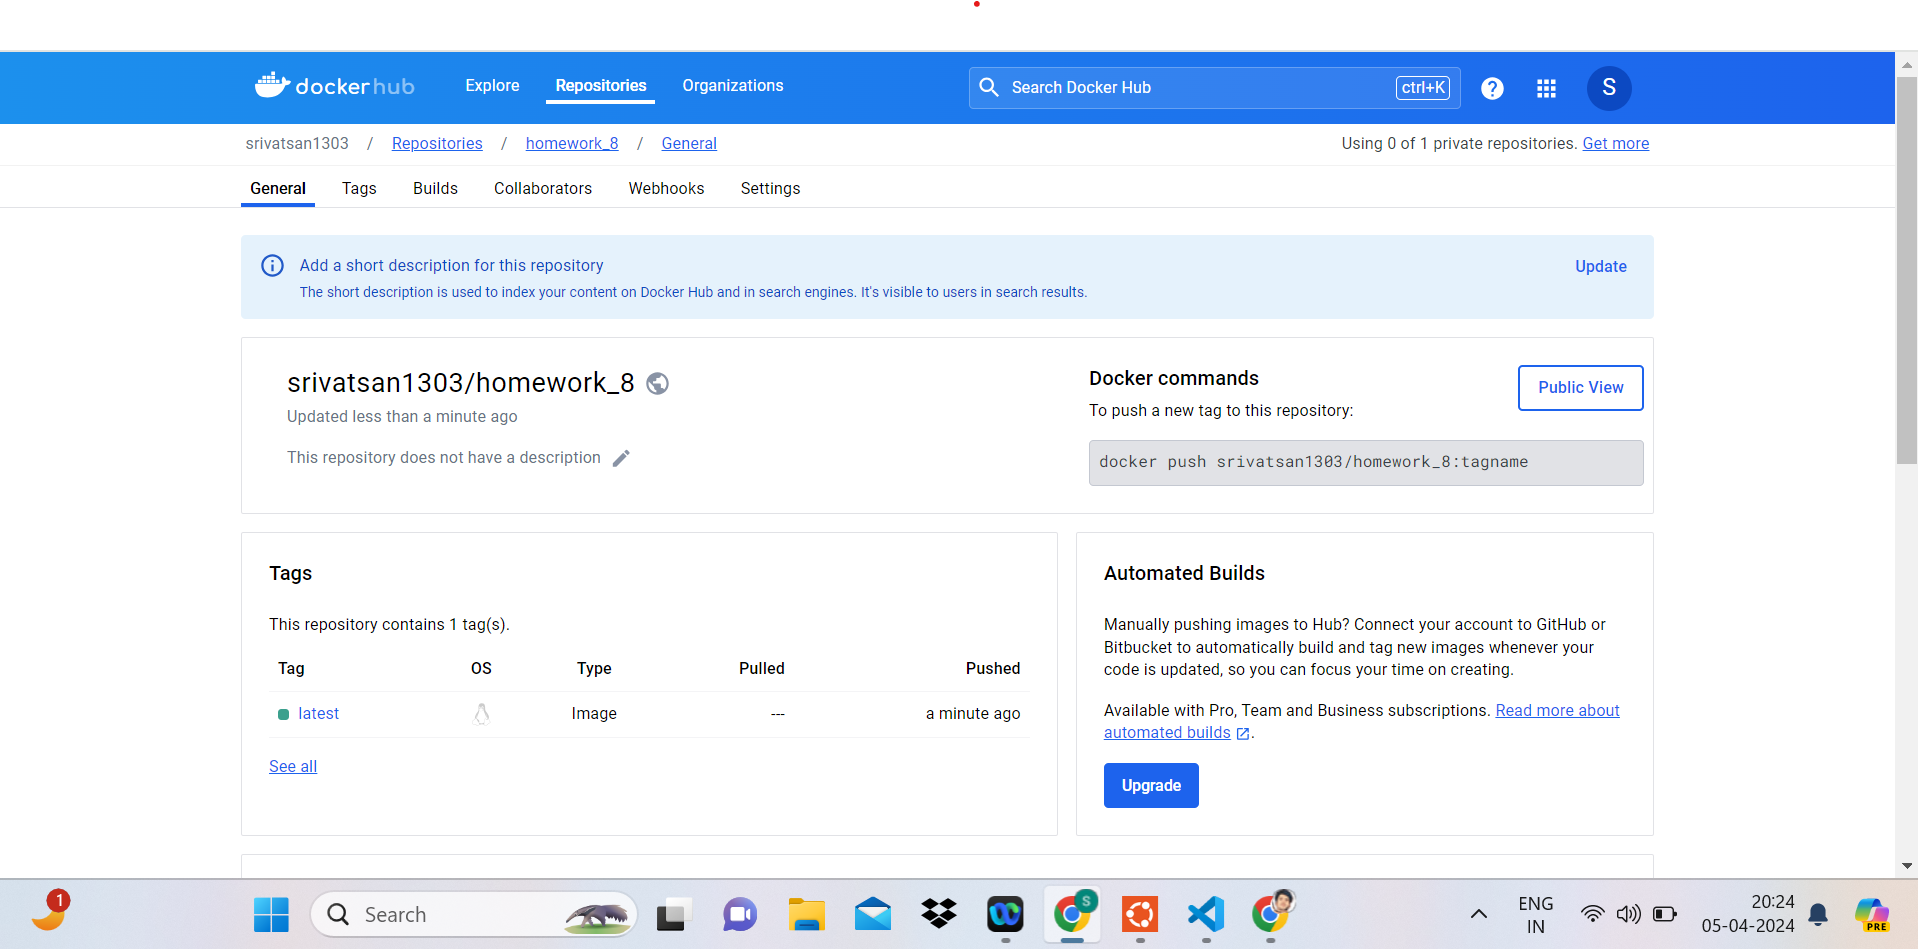 docker hub
Explore
Repositories
Organizations
Search Docker Hub
ctrl+K
?
S
srivatsan1303 / Repositories / homework_8 / General
Using 0 of 1 private repositories. Get more
General
Tags
Builds
Collaborators
Webhooks
Settings
Add a short description for this repository
Update
The short description is used to index your content on Docker Hub and in search engines. It's visible to users in search results.
srivatsan1303/homework_8
Updated less than a minute ago
This repository does not have a description
Docker commands
Public View
To push a new tag to this repository:
docker push srivatsan1303/homework_8:tagname
Tags
This repository contains 1 tag(s).
Tag OS Type Pulled Pushed
latest Image --- a minute ago
See all
Automated Builds
Manually pushing images to Hub? Connect your account to GitHub or
Bitbucket to automatically build and tag new images whenever your
code is updated, so you can focus your time on creating.
Available with Pro, Team and Business subscriptions. Read more about
automated builds .
Upgrade
1
Search
S
ENG
IN
20:24
05-04-2024
PRE